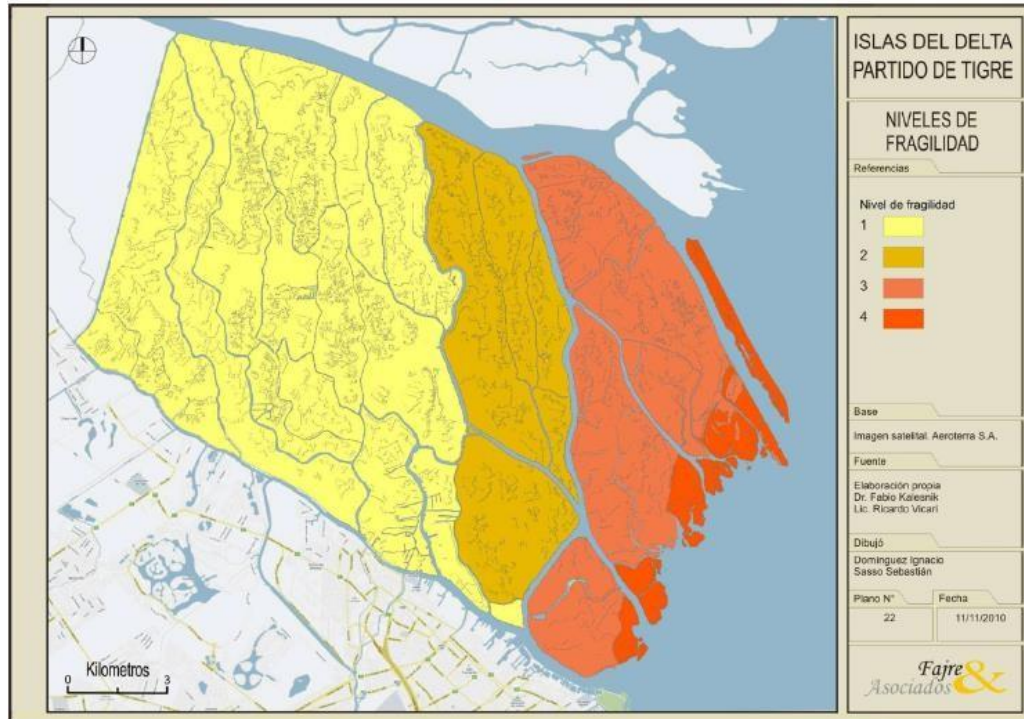 ISLAS DEL DELTA
PARTIDO DE TIGRE
NIVELES DE
FRAGILIDAD
Referencias
Nivel de fragilidad
1
2
3
4
Base
Imagen satelital. Aeroterra S.A.
Fuente
Elaboración propia
Dr. Fabio Kalesnik
Lic. Ricardo Vicari
Dibujó
Dominguez Ignacio
Sasso Sebastián
Plano N°
22
Fecha
11/11/2010
Fajre &
Asociados
Kilometros
0
3